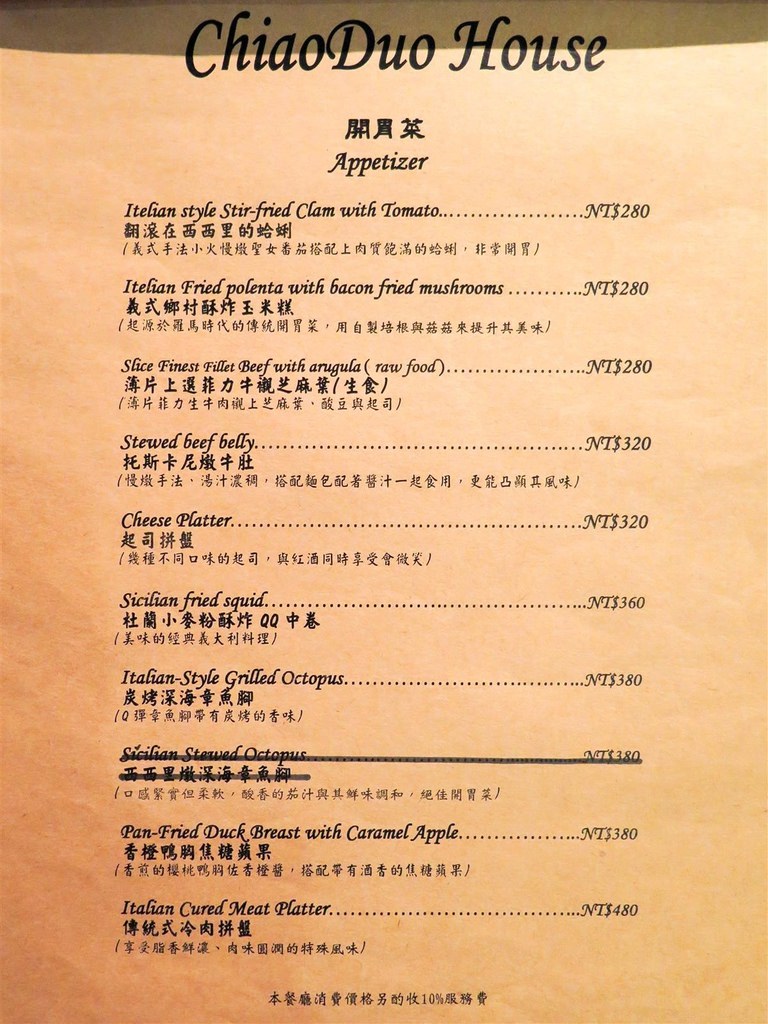 ChiaoDuo House
開胃菜
Appetizer
Itelian style Stir-fried Clam with Tomato.......................NT$280
翻滾在西西里的蛤蜊
(義式手法小火慢燉聖女番茄搭配上肉質飽滿的蛤蜊，非常開胃)
Itelian Fried polenta with bacon fried mushrooms ...........NT$280
義式鄉村酥炸玉米糕
(起源於羅馬時代的傳統開胃菜，用自製培根與菇菇來提升其美味)
Slice Finest Fillet Beef with arugula ( raw food )......................NT$280
薄片上選菲力牛襯芝麻葉(生食)
(薄片菲力生牛肉襯上芝麻葉、酸豆與起司)
Stewed beef belly..................................................NT$320
托斯卡尼燉牛肚
(慢燉手法、湯汁濃稠，搭配麵包配著醬汁一起食用，更能凸顯其風味)
Cheese Platter.....................................................NT$320
起司拼盤
(幾種不同口味的起司，與紅酒同時享受會微笑)
Sicilian fried squid................................................NT$360
杜蘭小麥粉酥炸 QQ 中卷
(美味的經典義大利料理)
Italian-Style Grilled Octopus....................................NT$380
炭烤深海章魚腳
(Q彈章魚腳帶有炭烤的香味)
Sicilian Stewed Octopus..........................................NT$380
西西里燉深海章魚腳
(口感緊實但柔軟，酸香的茄汁與其鮮味調和，絕佳開胃菜)
Pan-Fried Duck Breast with Caramel Apple...................NT$380
香橙鴨胸焦糖蘋果
(香煎的櫻桃鴨胸佐香橙醬，搭配帶有酒香的焦糖蘋果)
Italian Cured Meat Platter.......................................NT$480
傳統式冷肉拼盤
(享受脂香鮮濃、肉味圓潤的特殊風味)
本餐廳消費價格另酌收10%服務費